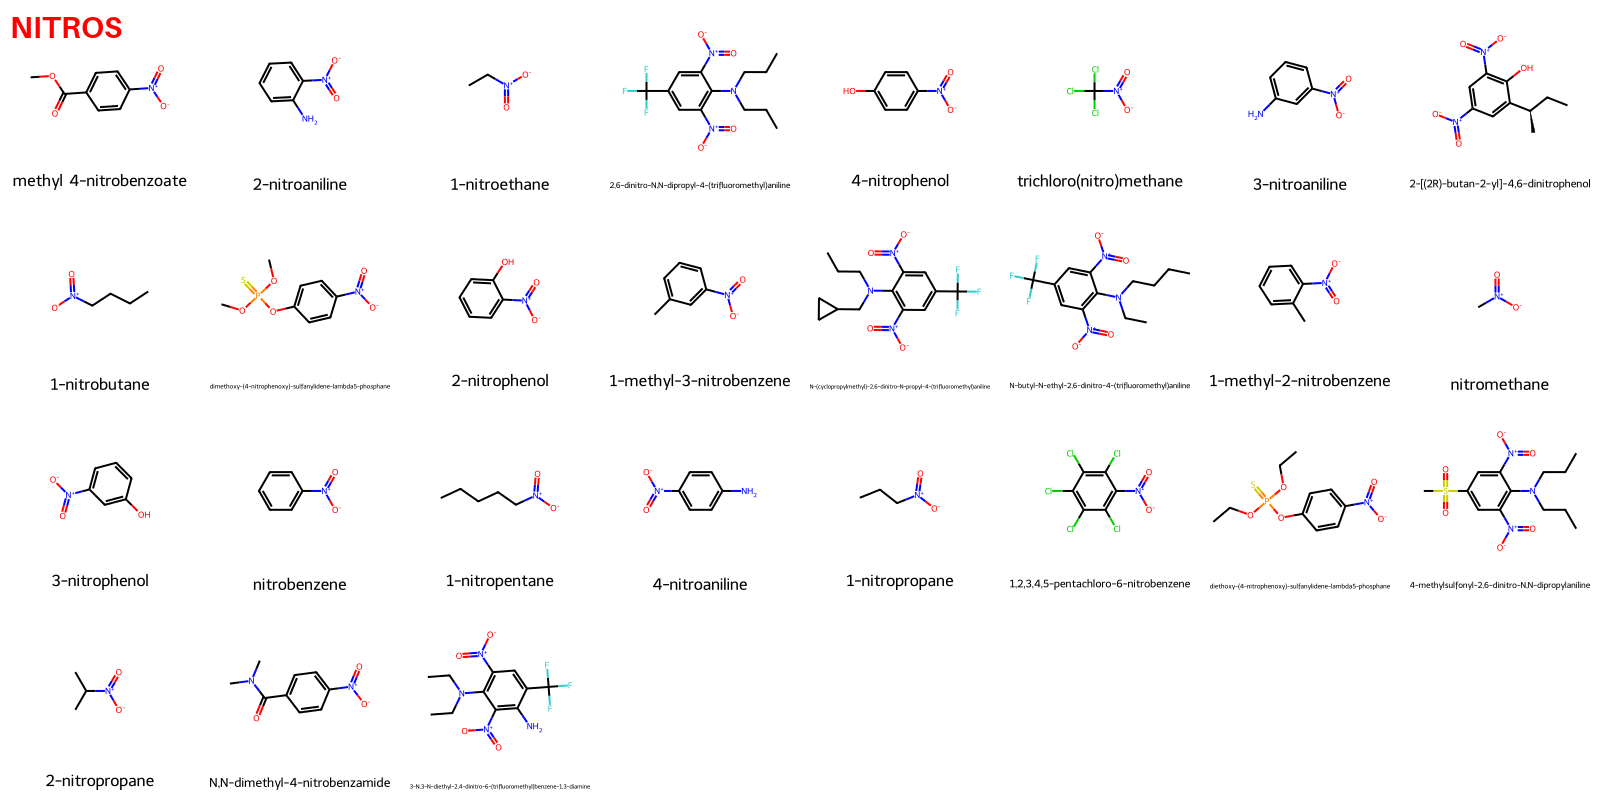 NITROS
methyl 4-nitrobenzoate
2-nitroaniline
1-nitroethane
2,6-dinitro-N,N-dipropyl-4-(trifluoromethyl)aniline
4-nitrophenol
trichloro(nitro)methane
3-nitroaniline
2-[(2R)-butan-2-yl]-4,6-dinitrophenol
1-nitrobutane
dimethoxy-(4-nitrophenoxy)-sulfanylidene-lambda5-phosphane
2-nitrophenol
1-methyl-3-nitrobenzene
N-(cyclopropylmethyl)-2,6-dinitro-N-propyl-4-(trifluoromethyl)aniline
N-butyl-N-ethyl-2,6-dinitro-4-(trifluoromethyl)aniline
1-methyl-2-nitrobenzene
nitromethane
3-nitrophenol
nitrobenzene
1-nitropentane
4-nitroaniline
1-nitropropane
1,2,3,4,5-pentachloro-6-nitrobenzene
diethoxy-(4-nitrophenoxy)-sulfanylidene-lambda5-phosphane
4-methylsulfonyl-2,6-dinitro-N,N-dipropylaniline
2-nitropropane
N,N-dimethyl-4-nitrobenzamide
3-N,3-N-diethyl-2,4-dinitro-6-(trifluoromethyl)benzene-1,3-diamine